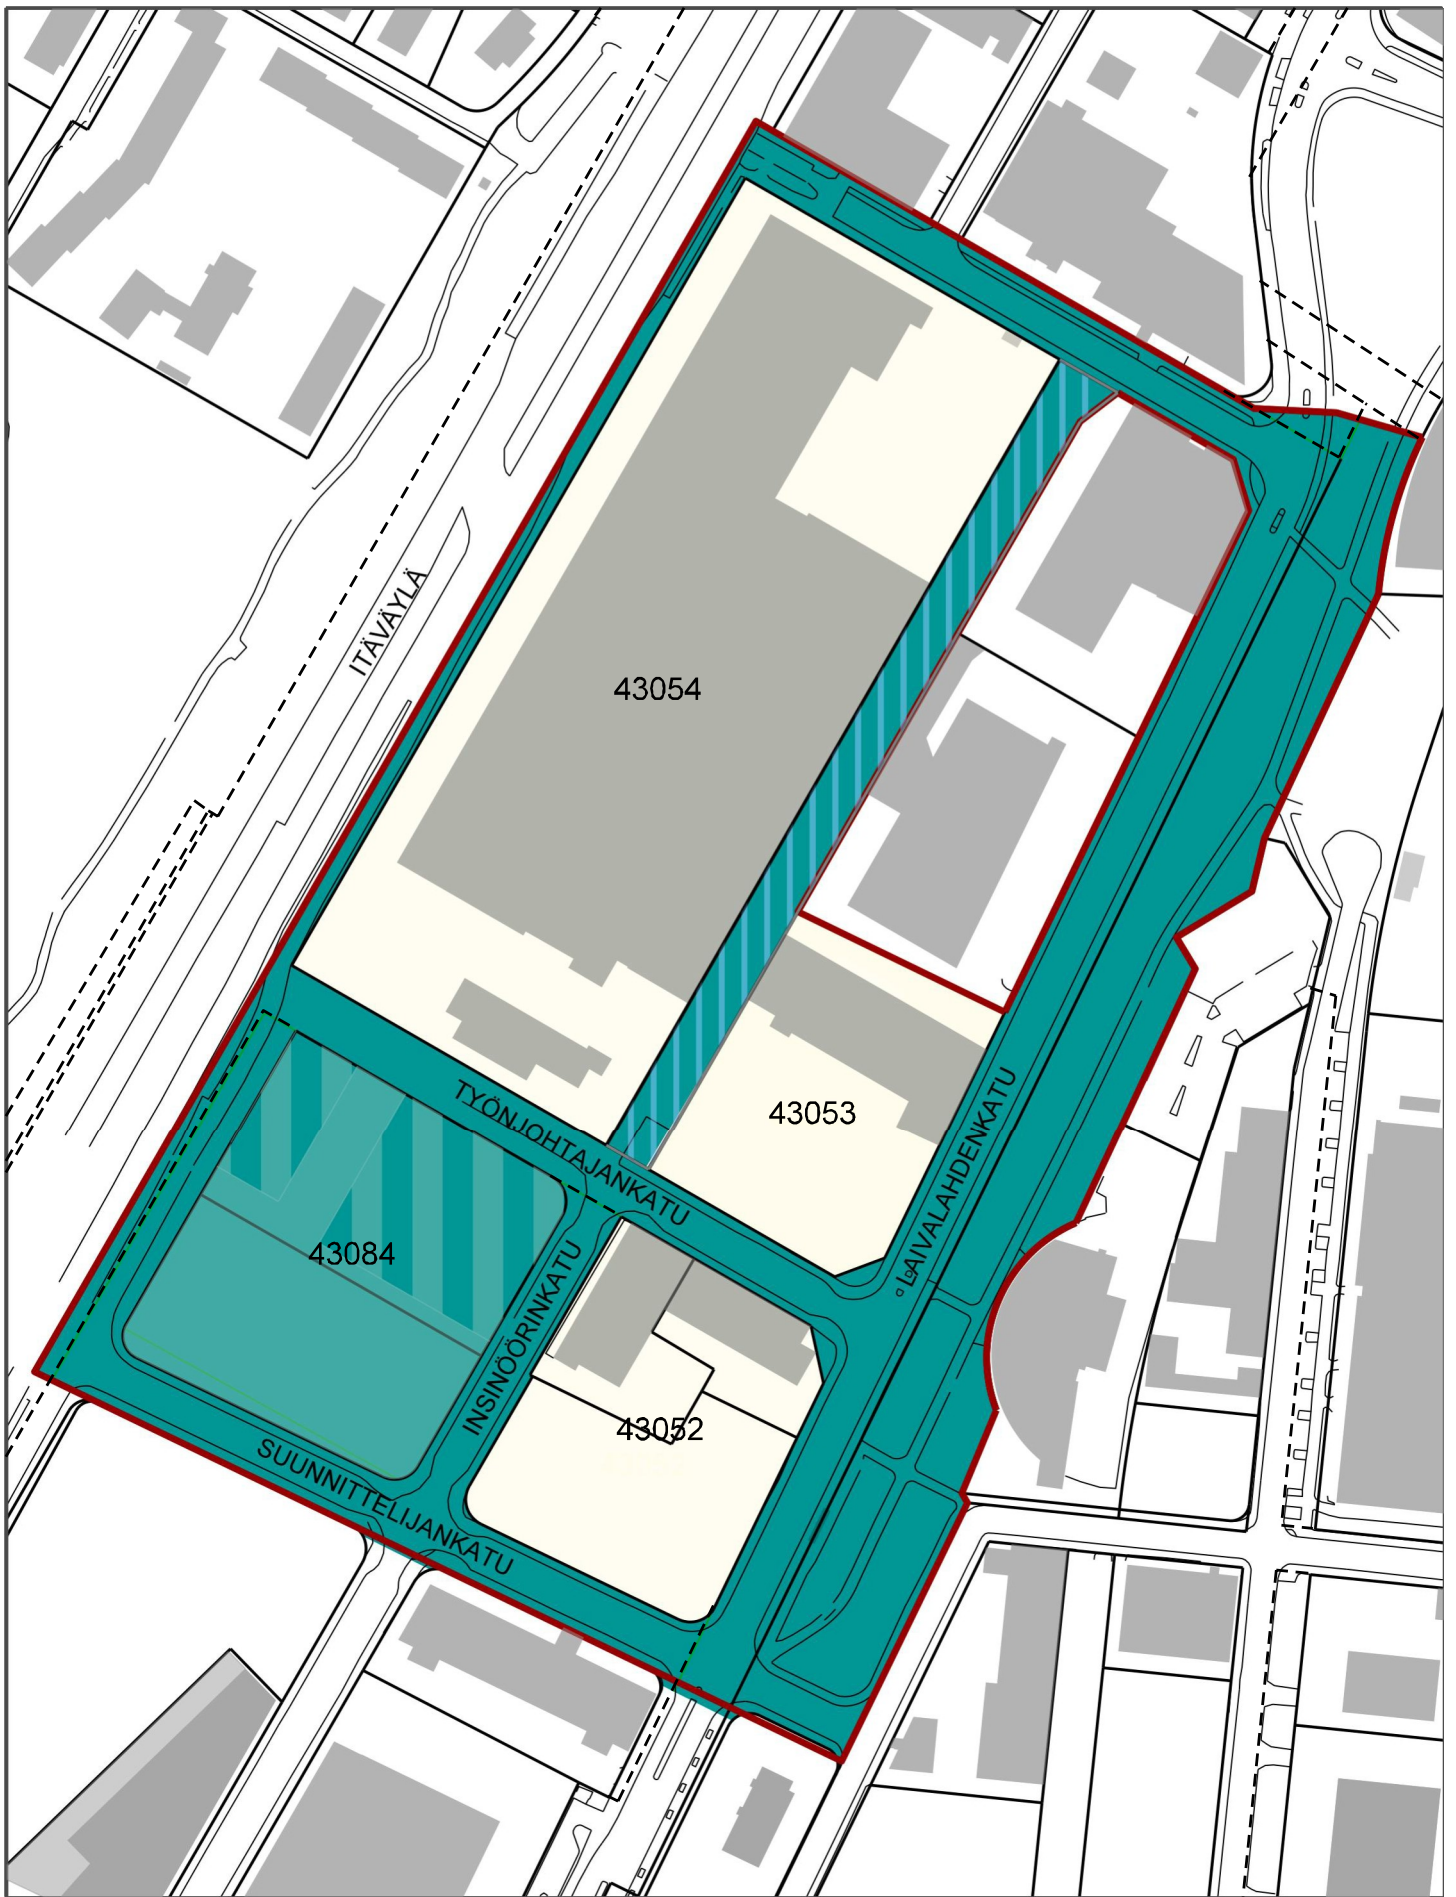 ITÄVÄYLÄ
43054
TYÖNJOHTAJANKATU
43053
LAIVALAHDENKATU
43084
INSINÖÖRINKATU
43052
SUUNNITTELIJANKATU